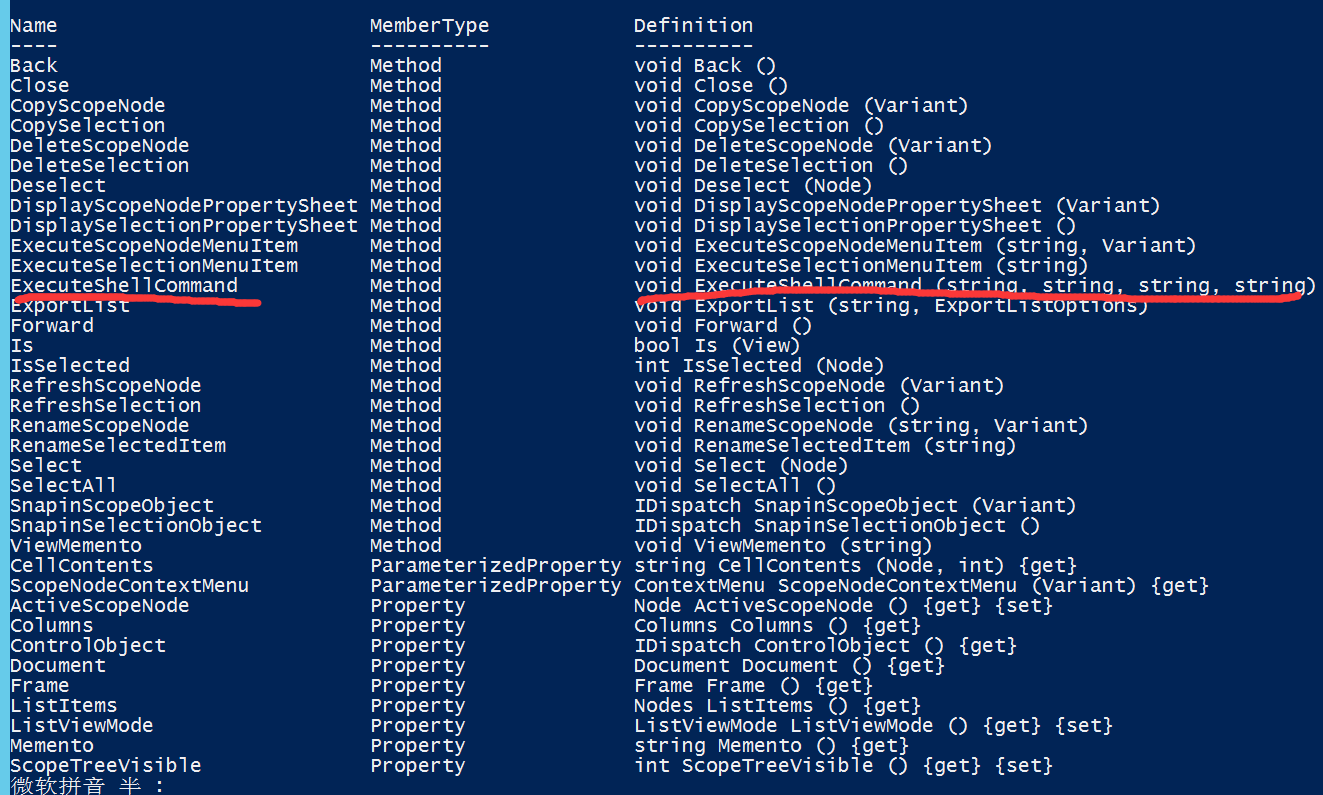 Name MemberType Definition
---- ---------- ----------
Back Method void Back ()
Close Method void Close ()
CopyScopeNode Method void CopyScopeNode (Variant)
CopySelection Method void CopySelection ()
DeleteScopeNode Method void DeleteScopeNode (Variant)
DeleteSelection Method void DeleteSelection ()
Deselect Method void Deselect (Node)
DisplayScopeNodePropertySheet Method void DisplayScopeNodePropertySheet (Variant)
DisplaySelectionPropertySheet Method void DisplaySelectionPropertySheet ()
ExecuteScopeNodeMenuItem Method void ExecuteScopeNodeMenuItem (string, Variant)
ExecuteSelectionMenuItem Method void ExecuteSelectionMenuItem (string)
ExecuteShellCommand Method void ExecuteShellCommand (string, string, string, string)
ExportList Method void ExportList (string, ExportListOptions)
Forward Method void Forward ()
Is Method bool Is (View)
IsSelected Method int IsSelected (Node)
RefreshScopeNode Method void RefreshScopeNode (Variant)
RefreshSelection Method void RefreshSelection ()
RenameScopeNode Method void RenameScopeNode (string, Variant)
RenameSelectedItem Method void RenameSelectedItem (string)
Select Method void Select (Node)
SelectAll Method void SelectAll ()
SnapinScopeObject Method IDispatch SnapinScopeObject (Variant)
SnapinSelectionObject Method IDispatch SnapinSelectionObject ()
ViewMemento Method void ViewMemento (string)
CellContents ParameterizedProperty string CellContents (Node, int) {get}
ScopeNodeContextMenu ParameterizedProperty ContextMenu ScopeNodeContextMenu (Variant) {get}
ActiveScopeNode Property Node ActiveScopeNode () {get} {set}
Columns Property Columns Columns () {get}
ControlObject Property IDispatch ControlObject () {get}
Document Property Document Document () {get}
Frame Property Frame Frame () {get}
ListItems Property Nodes ListItems () {get}
ListViewMode Property ListViewMode ListViewMode () {get} {set}
Memento Property string Memento () {get}
ScopeTreeVisible Property int ScopeTreeVisible () {get} {set}
微软拼音 半 :